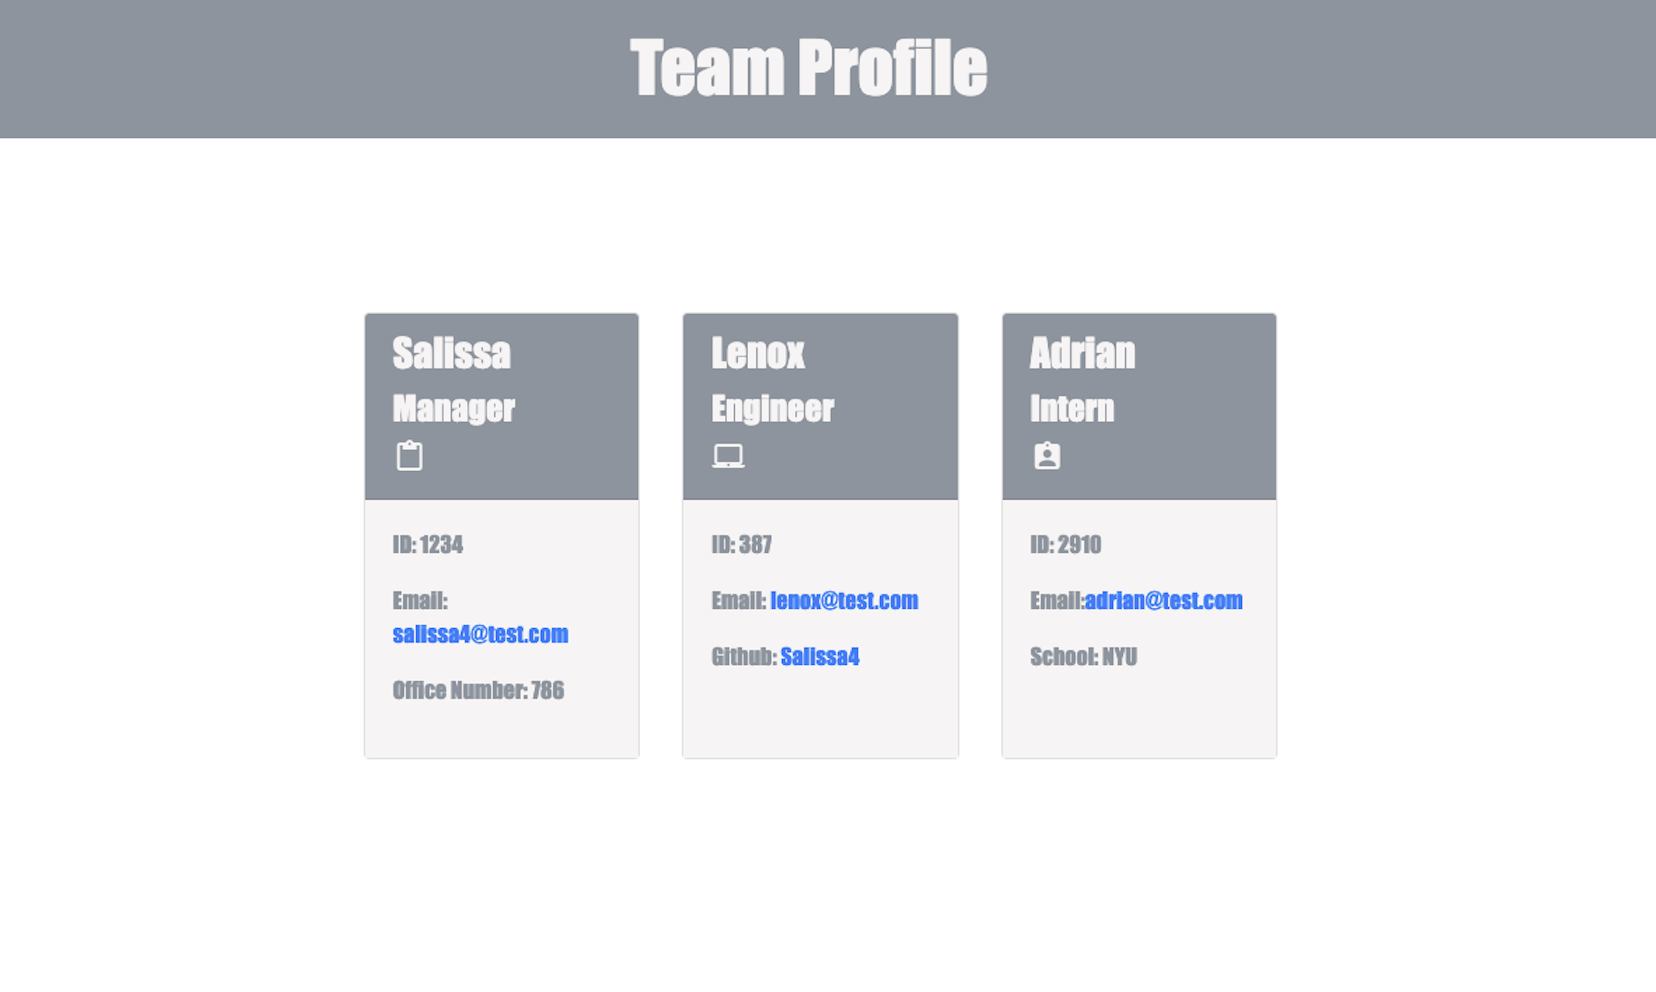 Team Profile
Salissa
Manager
ID: 1234
Email:
salissa4@test.com
Office Number: 786
Lenox
Engineer
ID: 387
Email: lenox@test.com
Github: Salissa4
Adrian
Intern
ID: 2910
Email:adrian@test.com
School: NYU